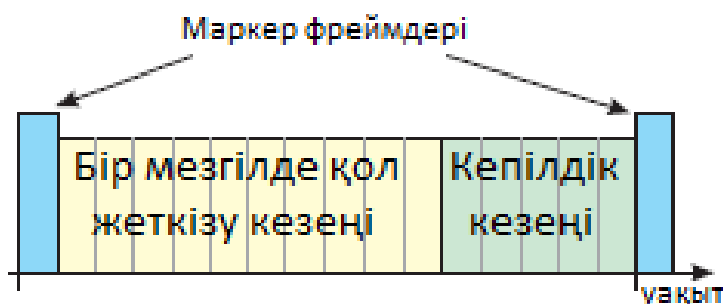 Маркер фреймдері
Бір мезгілде қол
жеткізу кезеңі
Кепілдік
кезеңі
уақыт